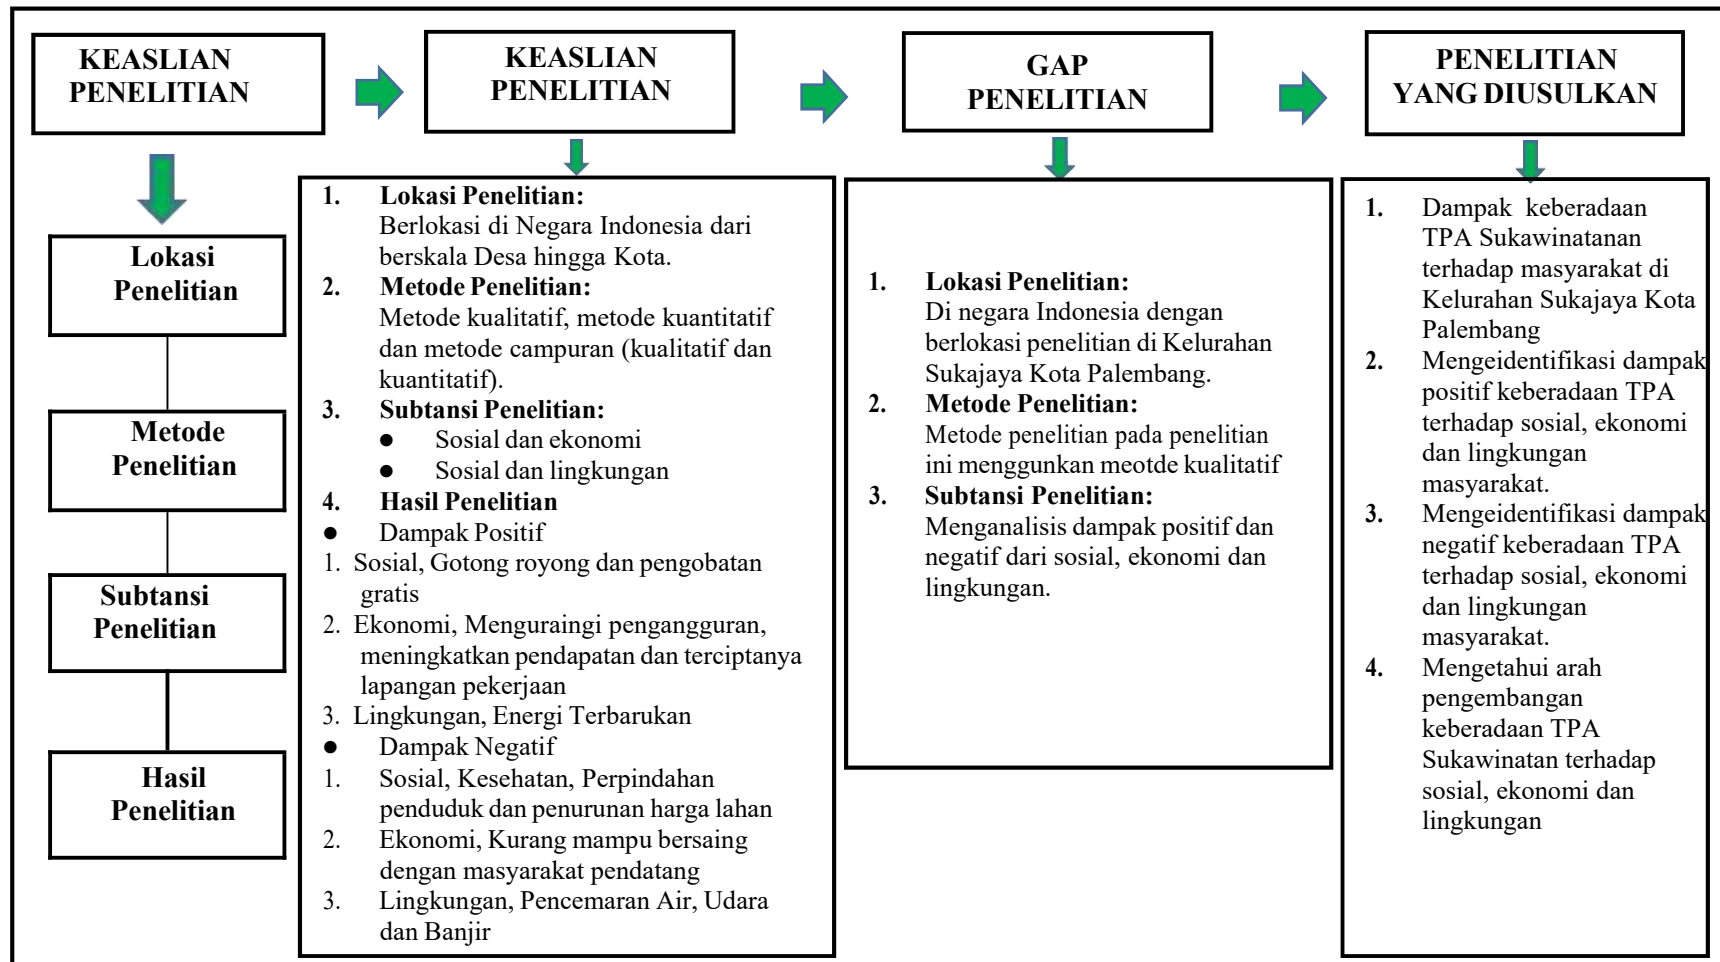 KEASLIAN
PENELITIAN
KEASLIAN
PENELITIAN
GAP
PENELITIAN
PENELITIAN
YANG DIUSULKAN
Lokasi
Penelitian
Metode
Penelitian
Subtansi
Penelitian
Hasil
Penelitian
1. Lokasi Penelitian:
Berlokasi di Negara Indonesia dari
berskala Desa hingga Kota.
2. Metode Penelitian:
Metode kualitatif, metode kuantitatif
dan metode campuran (kualitatif dan
kuantitatif).
3. Subtansi Penelitian:
● Sosial dan ekonomi
● Sosial dan lingkungan
4. Hasil Penelitian
● Dampak Positif
1. Sosial, Gotong royong dan pengobatan
gratis
2. Ekonomi, Menguraingi pengangguran,
meningkatkan pendapatan dan terciptanya
lapangan pekerjaan
3. Lingkungan, Energi Terbarukan
● Dampak Negatif
1. Sosial, Kesehatan, Perpindahan
penduduk dan penurunan harga lahan
2. Ekonomi, Kurang mampu bersaing
dengan masyarakat pendatang
3. Lingkungan, Pencemaran Air, Udara
dan Banjir
1. Lokasi Penelitian:
Di negara Indonesia dengan
berlokasi penelitian di Kelurahan
Sukajaya Kota Palembang.
2. Metode Penelitian:
Metode penelitian pada penelitian
ini menggunkan meotde kualitatif
3. Subtansi Penelitian:
Menganalisis dampak positif dan
negatif dari sosial, ekonomi dan
lingkungan.
1. Dampak keberadaan
TPA Sukawinatanan
terhadap masyarakat di
Kelurahan Sukajaya Kota
Palembang
2. Mengeidentifikasi dampak
positif keberadaan TPA
terhadap sosial, ekonomi
dan lingkungan
masyarakat.
3. Mengeidentifikasi dampak
negatif keberadaan TPA
terhadap sosial, ekonomi
dan lingkungan
masyarakat.
4. Mengetahui arah
pengembangan
keberadaan TPA
Sukawinatan terhadap
sosial, ekonomi dan
lingkungan